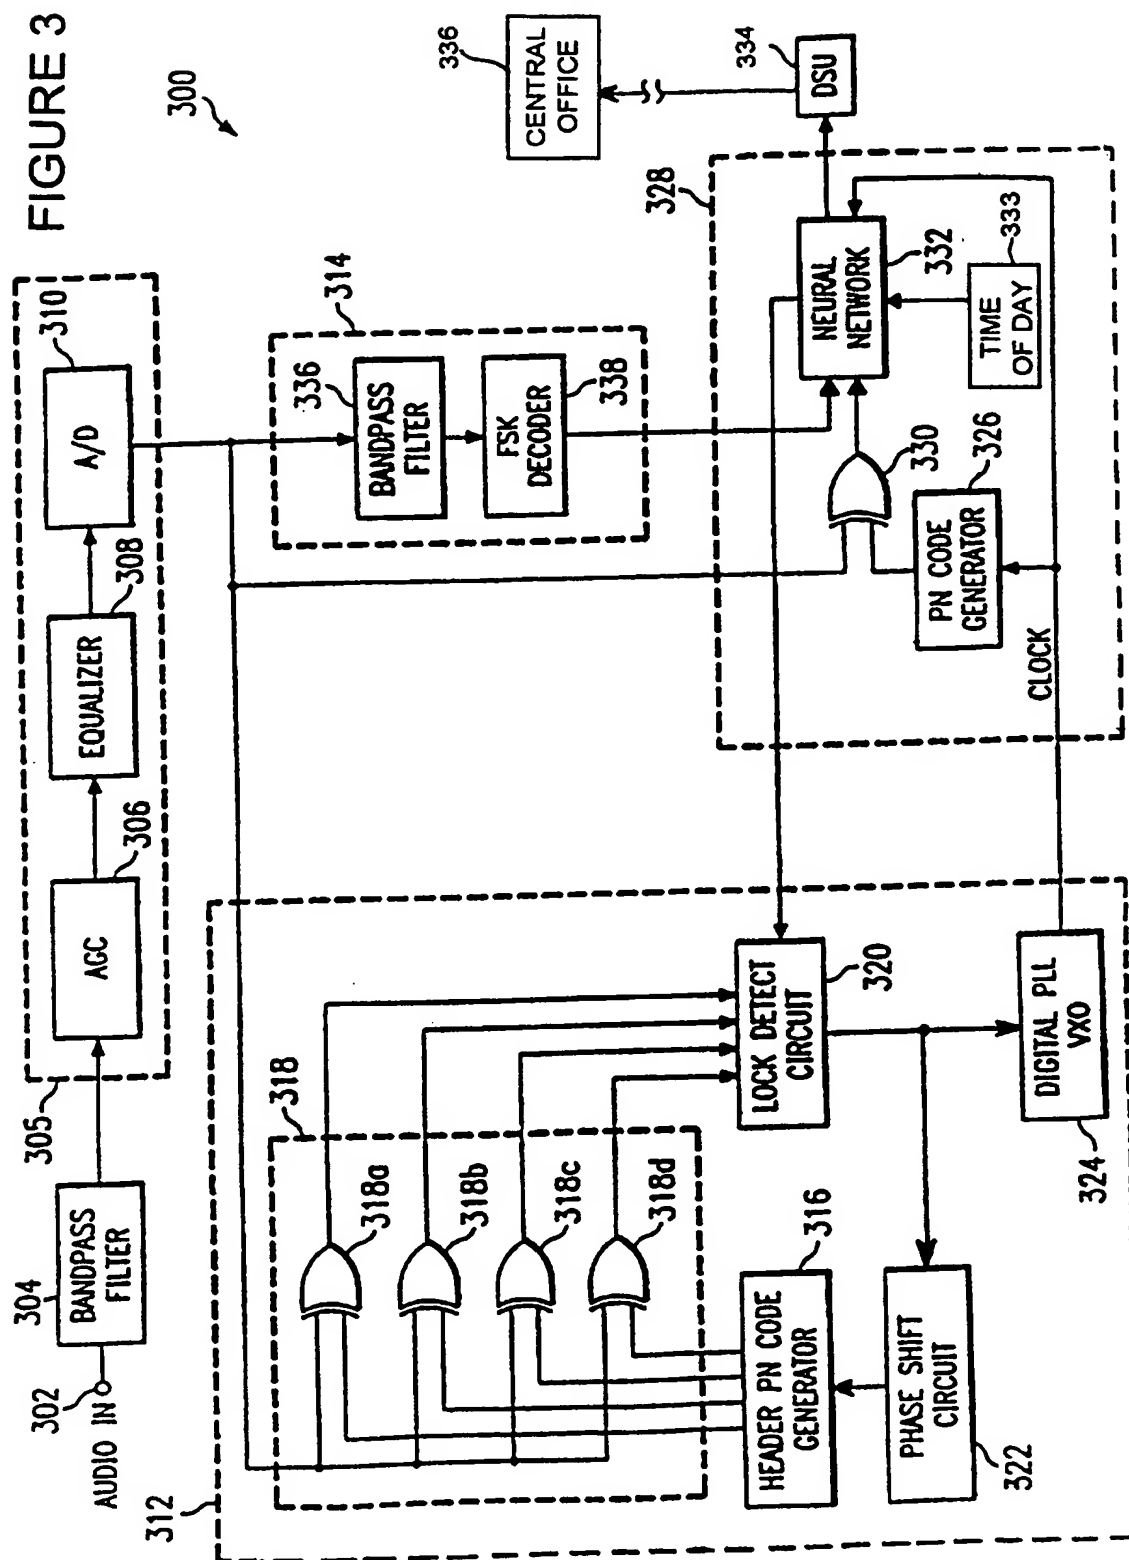 FIGURE 3
300
AUDIO IN
302
304
BANDPASS
FILTER
305
AGC
306
EQUALIZER
308
A/D
310
312
314
336
BANDPASS
FILTER
FSK
DECODER
338
318
318a
318b
318c
318d
HEADER PN CODE
GENERATOR
316
LOCK DETECT
CIRCUIT
320
PHASE SHIFT
CIRCUIT
322
DIGITAL PLL
VXO
324
CLOCK
328
PN CODE
GENERATOR
326
330
NEURAL
NETWORK
332
TIME
OF DAY
333
DSU
334
CENTRAL
OFFICE
336